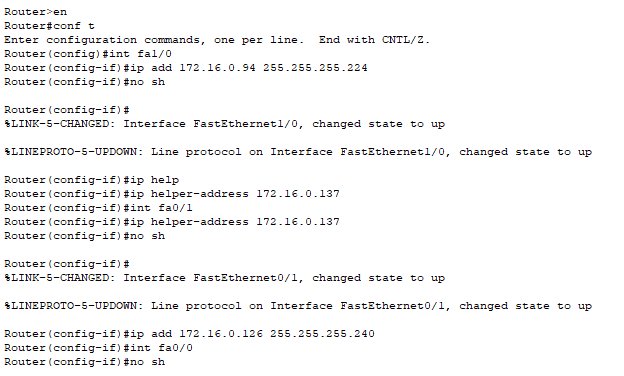 Router>en
Router#conf t
Enter configuration commands, one per line.  End with CNTL/Z.
Router(config)#int fa1/0
Router(config-if)#ip add 172.16.0.94 255.255.255.224
Router(config-if)#no sh
Router(config-if)#
%LINK-5-CHANGED: Interface FastEthernet1/0, changed state to up
%LINEPROTO-5-UPDOWN: Line protocol on Interface FastEthernet1/0, changed state to up
Router(config-if)#ip help
Router(config-if)#ip helper-address 172.16.0.137
Router(config-if)#int fa0/1
Router(config-if)#ip helper-address 172.16.0.137
Router(config-if)#no sh
Router(config-if)#
%LINK-5-CHANGED: Interface FastEthernet0/1, changed state to up
%LINEPROTO-5-UPDOWN: Line protocol on Interface FastEthernet0/1, changed state to up
Router(config-if)#ip add 172.16.0.126 255.255.255.240
Router(config-if)#int fa0/0
Router(config-if)#no sh